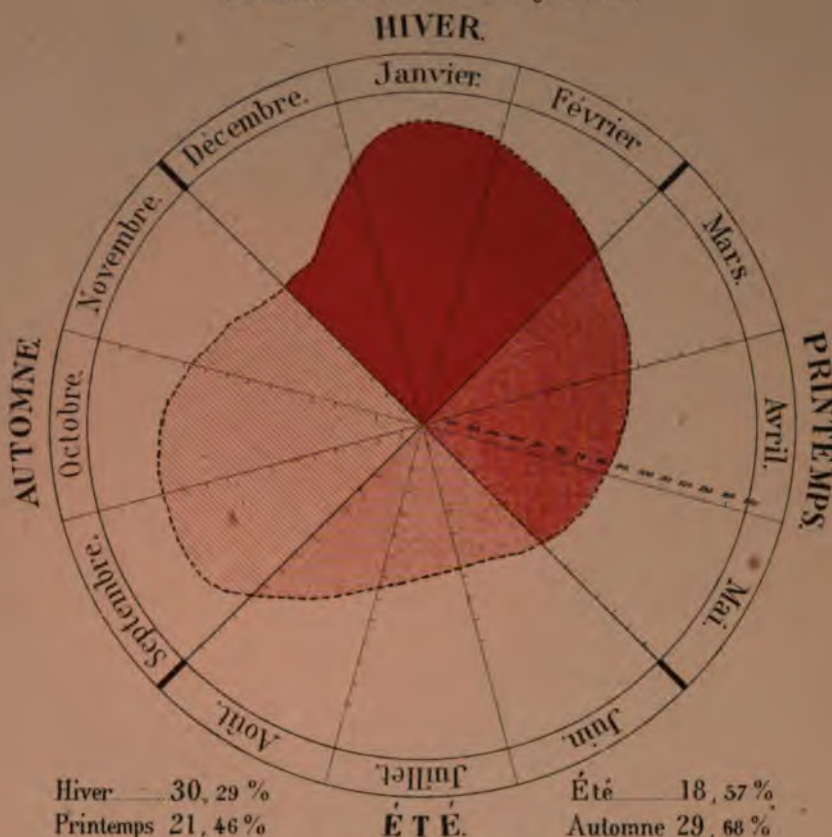 HIVER.
Janvier.
Février
Mars.
Avril.
Mai.
Juin.
Juillet.
Août.
Septembre.
Octobre.
Novembre.
Décembre.
AUTOMNE
PRINTEMPS.
ÉTÉ.
Hiver 30, 29 %
Printemps 21, 46 %
Été 18, 57 %
Automne 29, 68 %